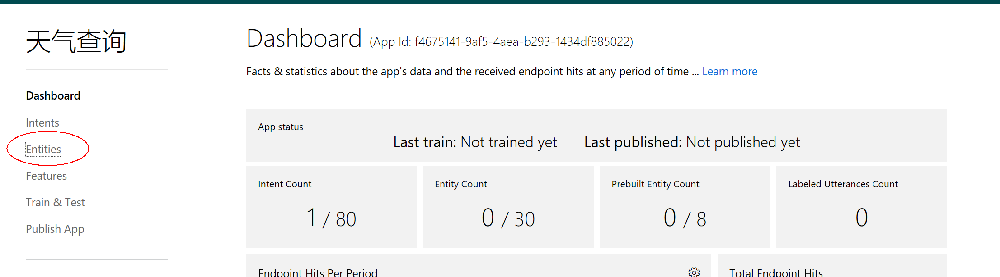 天气查询
Dashboard
Intents
Entities
Features
Train & Test
Publish App
Dashboard (App Id: f4675141-9af5-4aea-b293-1434df885022)
Facts & statistics about the app's data and the received endpoint hits at any period of time ... Learn more
App status
Last train: Not trained yet Last published: Not published yet
Intent Count
1 / 80
Entity Count
0 / 30
Prebuilt Entity Count
0 / 8
Labeled Utterances Count
0
Endpoint Hits Per Period
Total Endpoint Hits